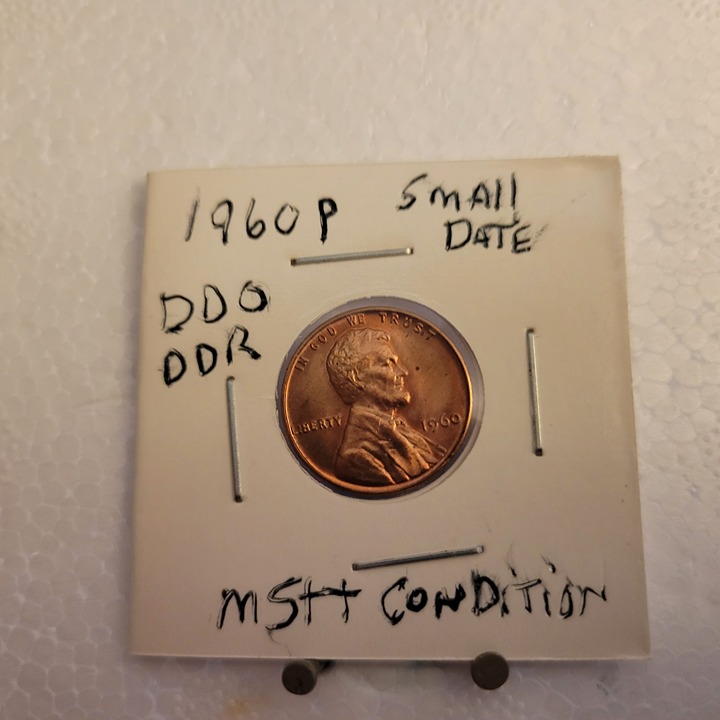 1960 P SMAll
DATE
DDO
DDR
IN GOD WE TRUST
LIBERTY 1960
MS++ CONDiTiON